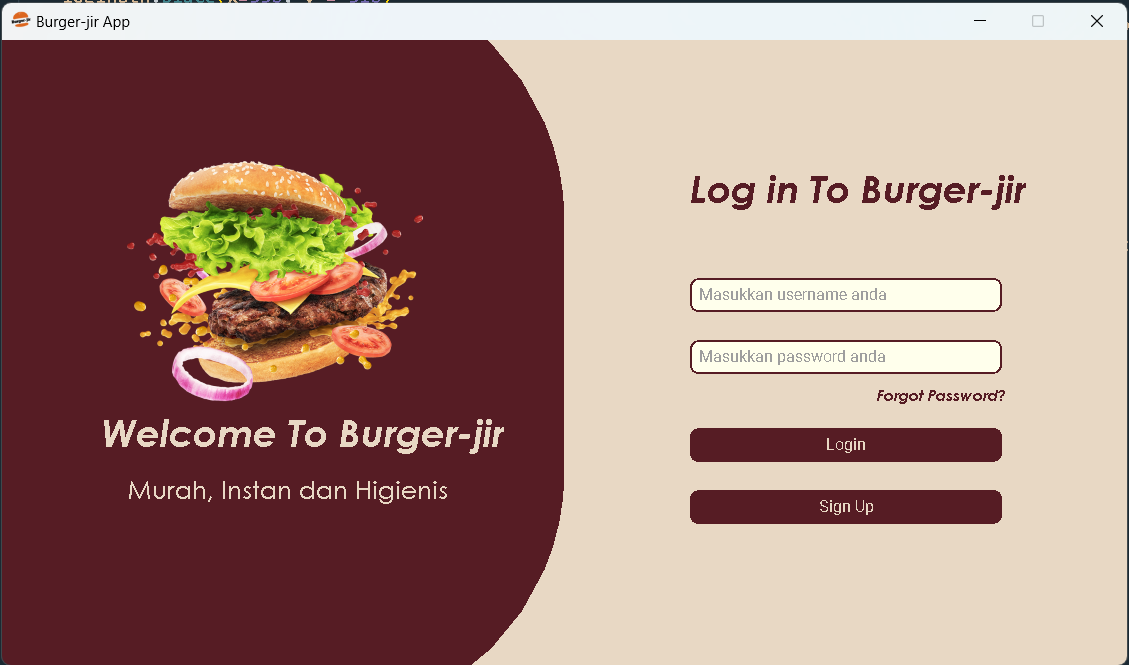 Burger-jir App
Log in To Burger-jir
Masukkan username anda
Masukkan password anda
Forgot Password?
Login
Sign Up
Welcome To Burger-jir
Murah, Instan dan Higienis